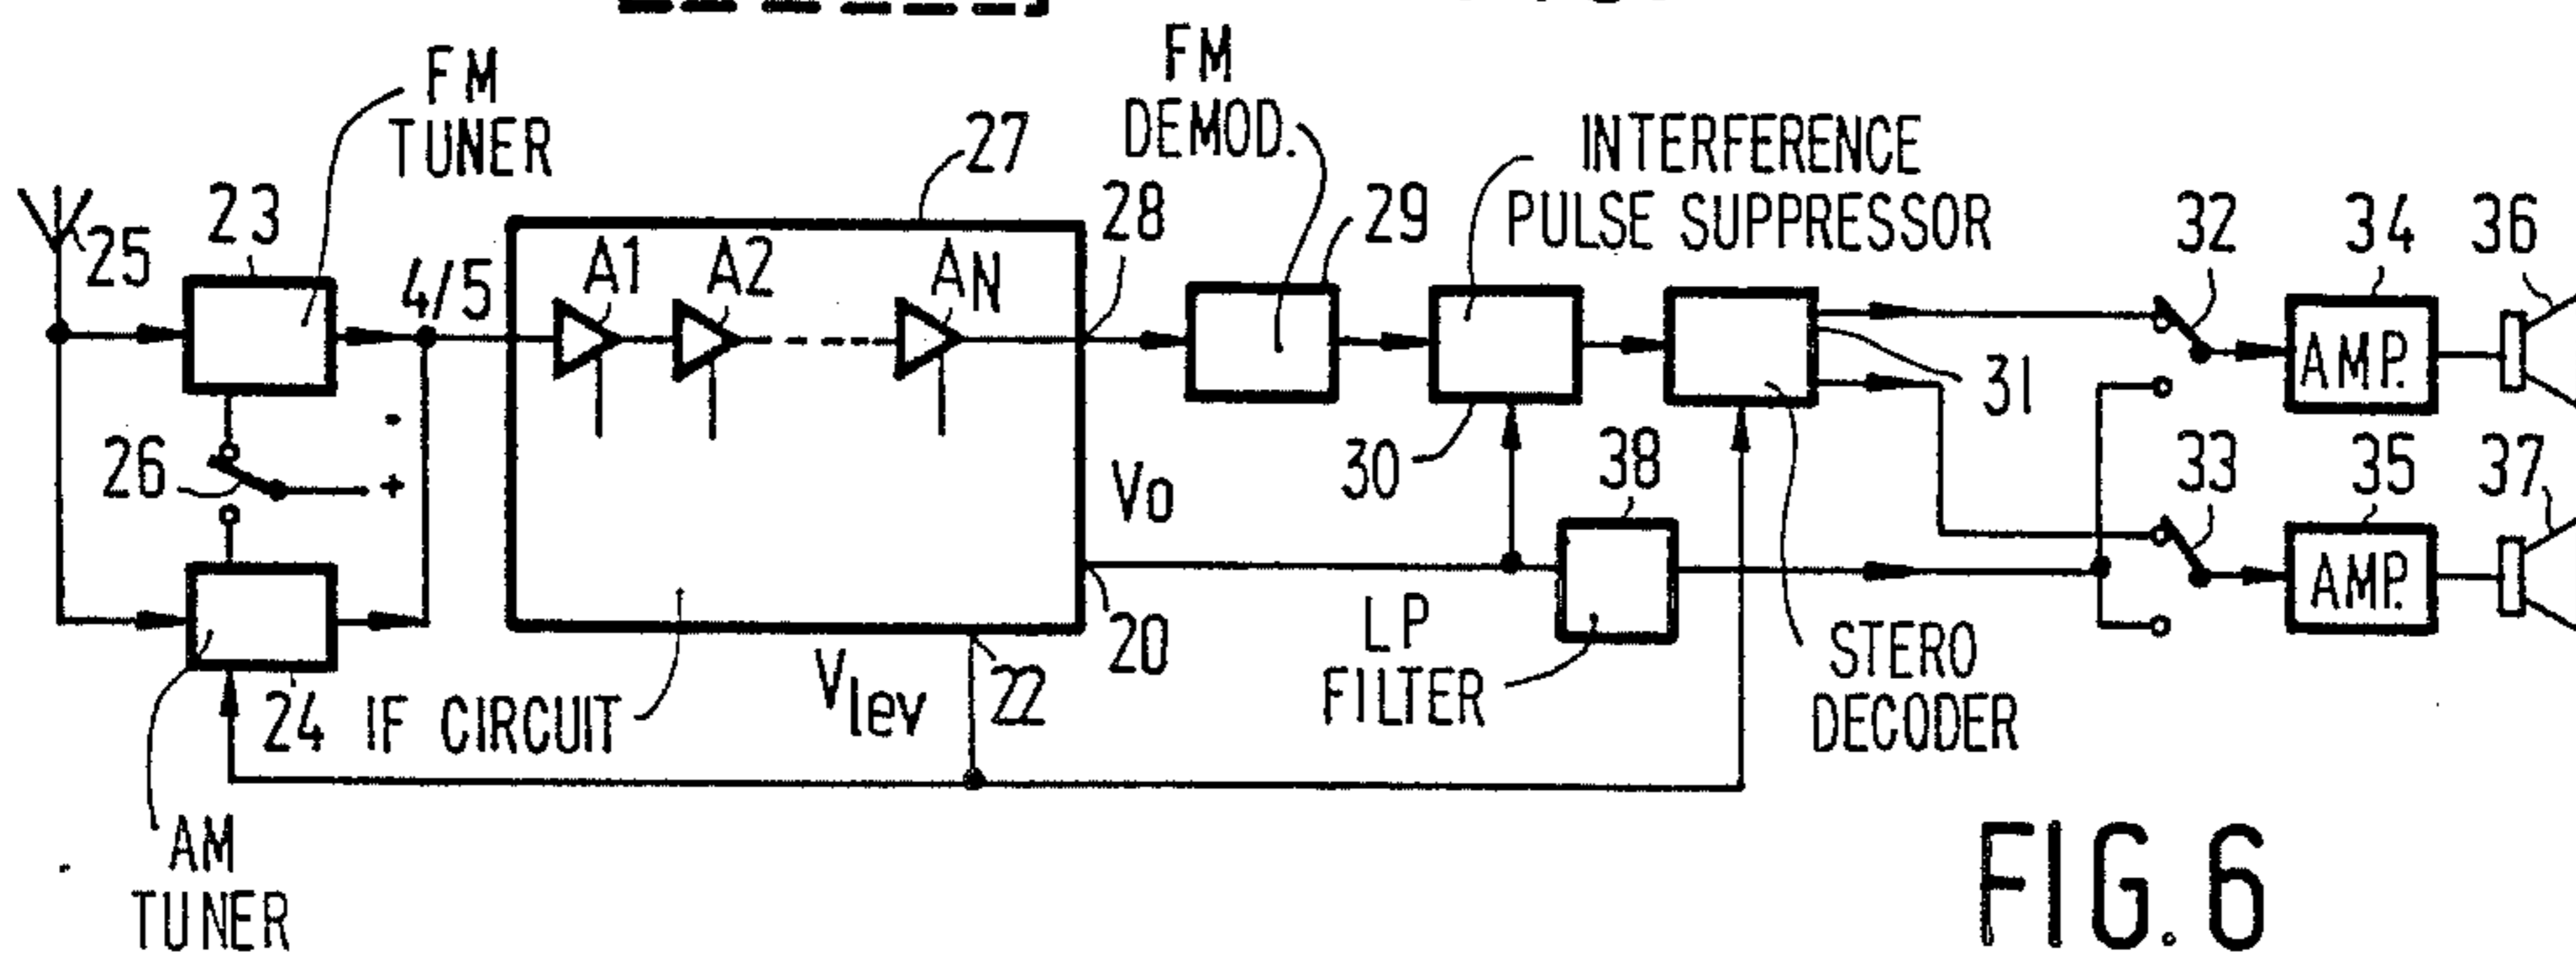 FM
TUNER
FM
DEMOD.
INTERFERENCE
PULSE SUPPRESSOR
27
28
29
23
25
4/5
A1
A2
AN
32
34
36
AMP.
31
-
+
26
30
38
33
35
37
AMP.
Vo
20
22
Vlev
24
IF CIRCUIT
LP
FILTER
STERO
DECODER
AM
TUNER
FIG. 6